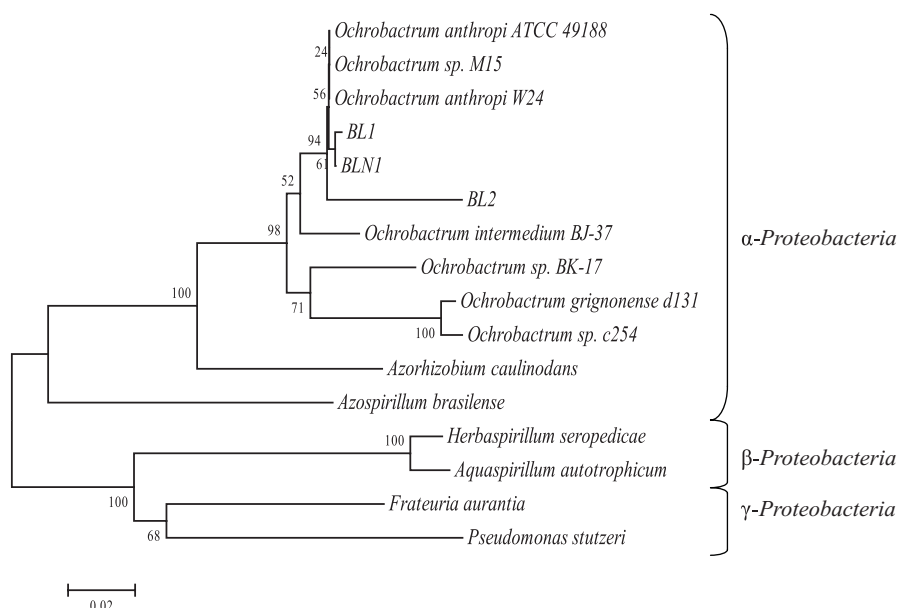 Ochrobactrum anthropi ATCC 49188
24
Ochrobactrum sp. M15
56
Ochrobactrum anthropi W24
BL1
94
61
BLN1
52
BL2
98
Ochrobactrum intermedium BJ-37
α-Proteobacteria
Ochrobactrum sp. BK-17
100
71
Ochrobactrum grignonense d131
100
Ochrobactrum sp. c254
Azorhizobium caulinodans
Azospirillum brasilense
100
Herbaspirillum seropedicae
β-Proteobacteria
Aquaspirillum autotrophicum
100
Frateuria aurantia
γ-Proteobacteria
68
Pseudomonas stutzeri
0.02